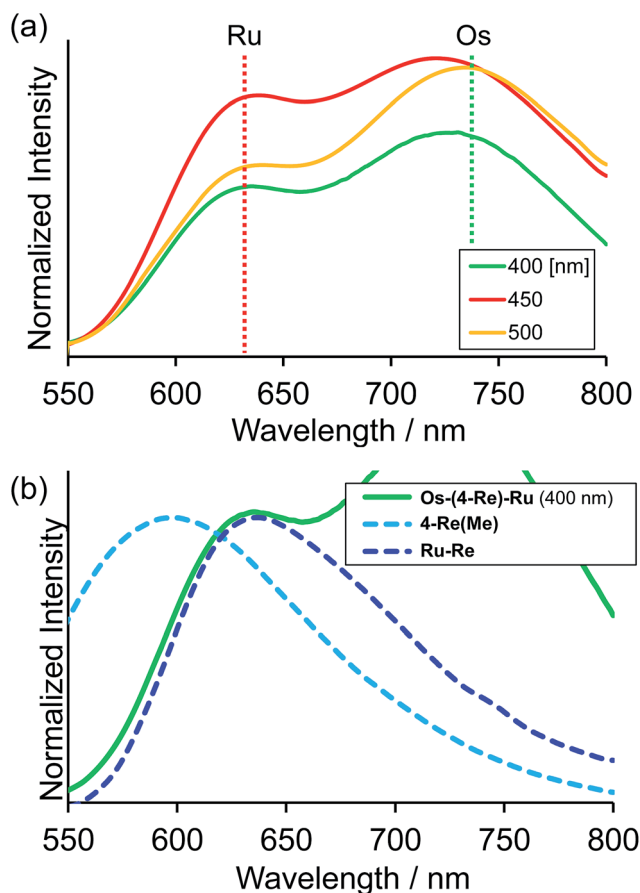 (a)
Ru Os
Normalized Intensity
400 [nm]
450
500
550 600 650 700 750 800
Wavelength / nm
(b)
Normalized Intensity
Os-(4-Re)-Ru (400 nm)
4-Re(Me)
Ru-Re
550 600 650 700 750 800
Wavelength / nm